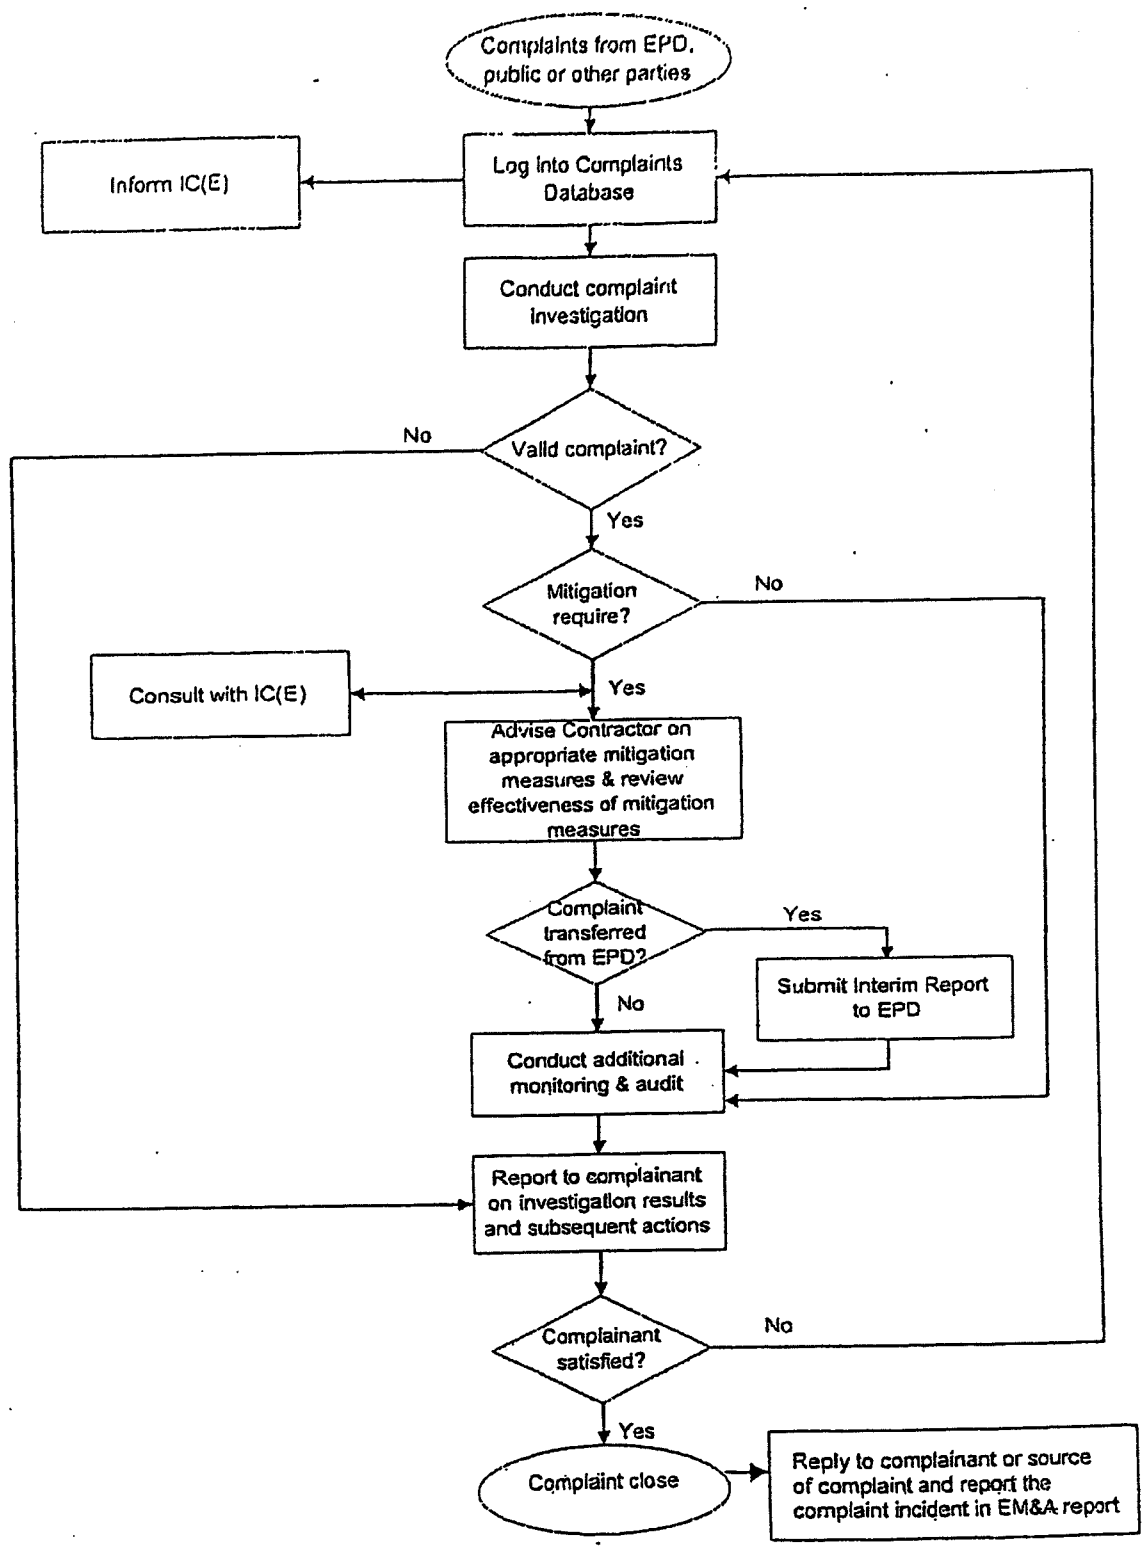 Complaints from EPD,
public or other parties
Inform IC(E)
Log into Complaints
Database
Conduct complaint
investigation
No
Valid complaint?
Yes
Mitigation
require?
No
Consult with IC(E)
Yes
Advise Contractor on
appropriate mitigation
measures & review
effectiveness of mitigation
measures
Complaint
transferred
from EPD?
Yes
Submit Interim Report
to EPD
No
Conduct additional
monitoring & audit
Report to complainant
on investigation results
and subsequent actions
Complainant
satisfied?
No
Yes
Complaint close
Reply to complainant or source
of complaint and report the
complaint incident in EM&A report